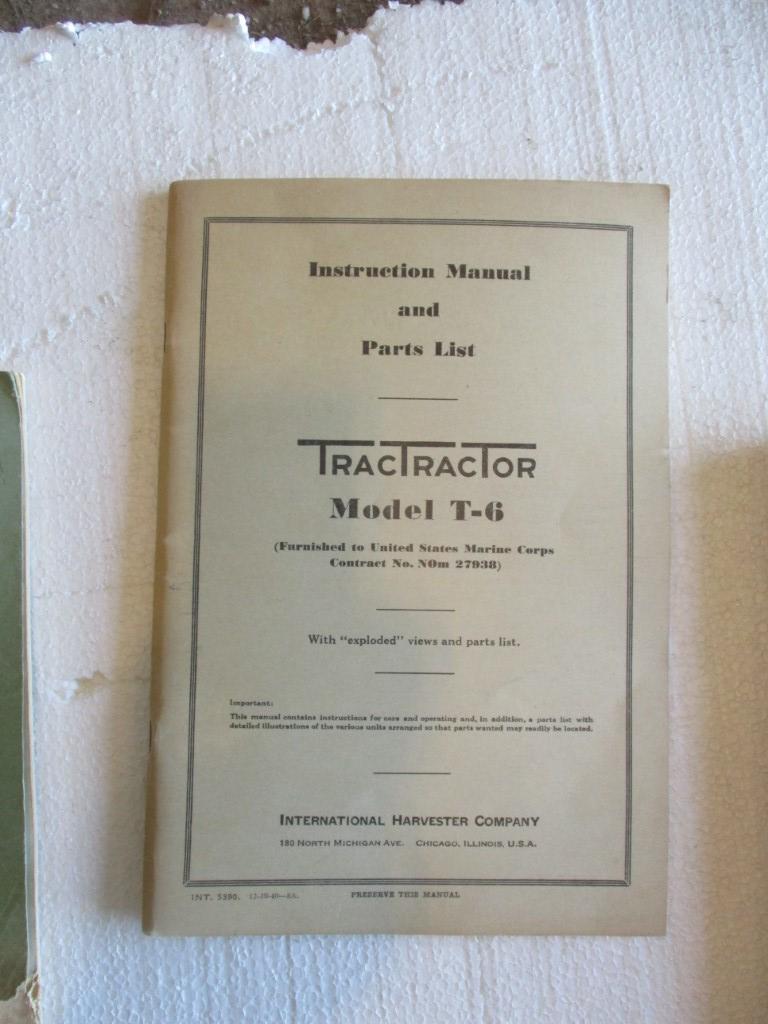 Instruction Manual
and
Parts List
TRACTRACTOR
Model T-6
(Furnished to United States Marine Corps
Contract No. NOm 27938)
With "exploded" views and parts list.
Important:
This manual contains instructions for care and operating and, in addition, a parts list with
detailed illustrations of the various units arranged so that parts wanted may readily be located.
INTERNATIONAL HARVESTER COMPANY
180 NORTH MICHIGAN AVE. CHICAGO, ILLINOIS, U.S.A.
INT. PRESERVE THIS MANUAL